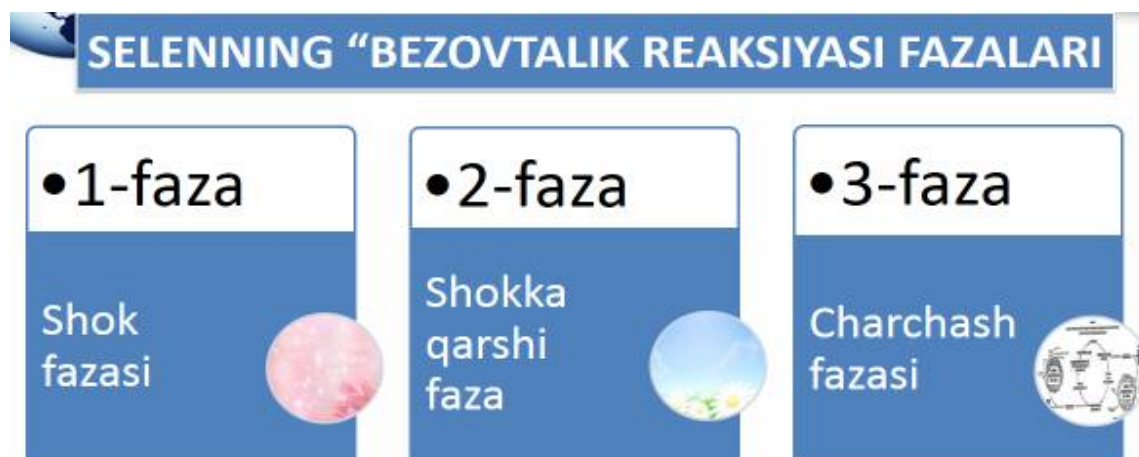 SELENNING “BEZOVTALIK REAKSIYASI FAZALARI
•1-faza
Shok
fazasi
•2-faza
Shokka
qarshi
faza
•3-faza
Charchash
fazasi